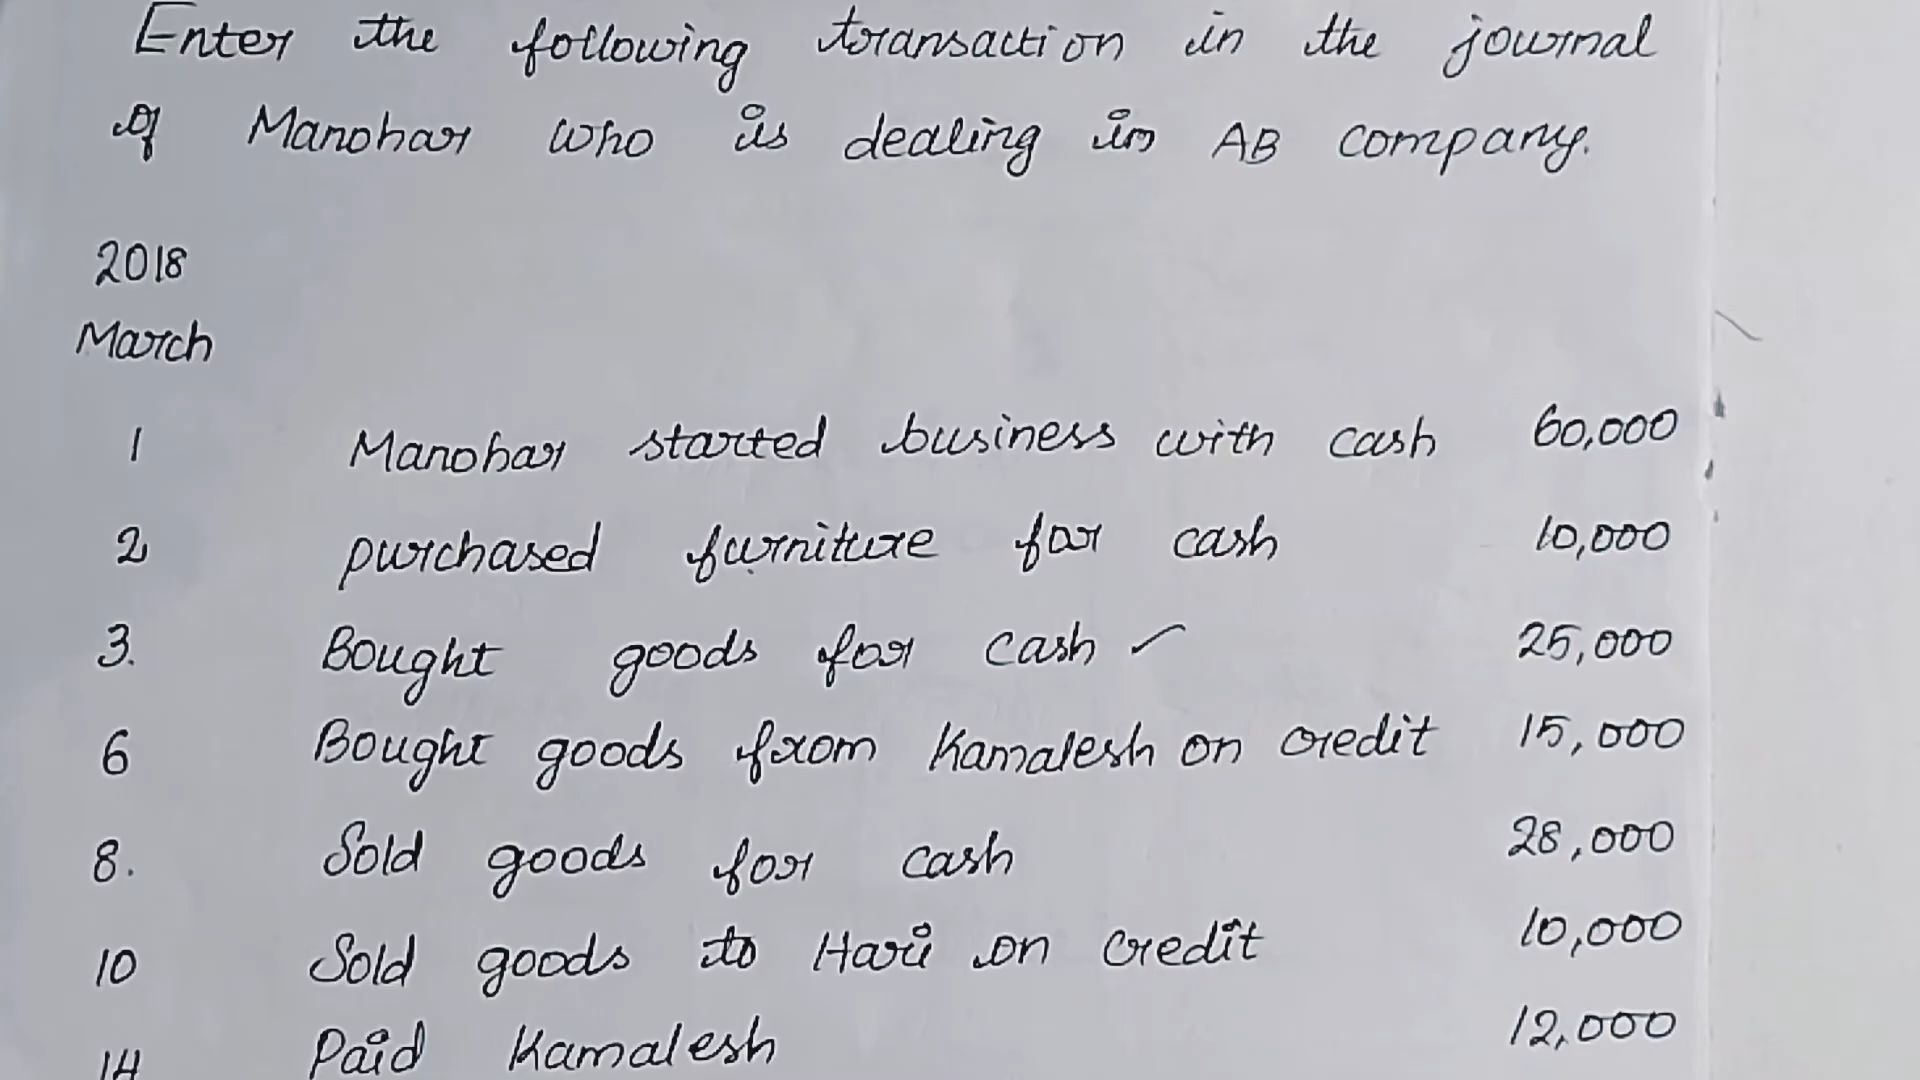 Enter the following transaction in the journal
of Manohar who is dealing in AB company.
2018
March
1 Manohar started business with cash 60,000
2 purchased furniture for cash 10,000
3. Bought goods for cash 25,000
6 Bought goods from Kamalesh on credit 15,000
8. Sold goods for cash 28,000
10 Sold goods to Hari on credit 10,000
14 Paid Kamalesh 12,000